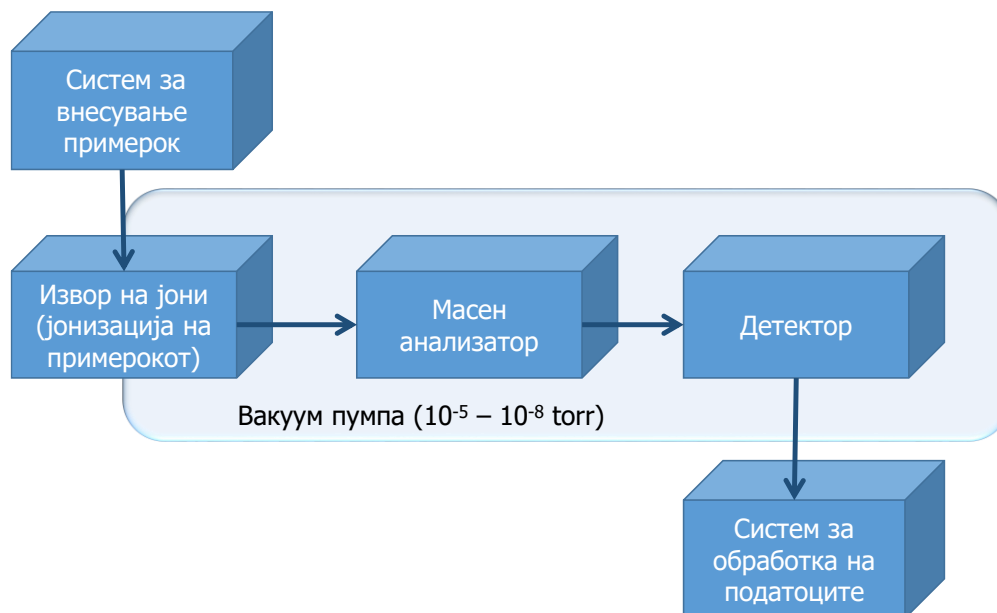 Систем за
внесување
примерок
Извор на јони
(јонизација на
примерокот)
Масен
анализатор
Детектор
Вакуум пумпа (10⁻⁵ – 10⁻⁸ torr)
Систем за
обработка на
податоците